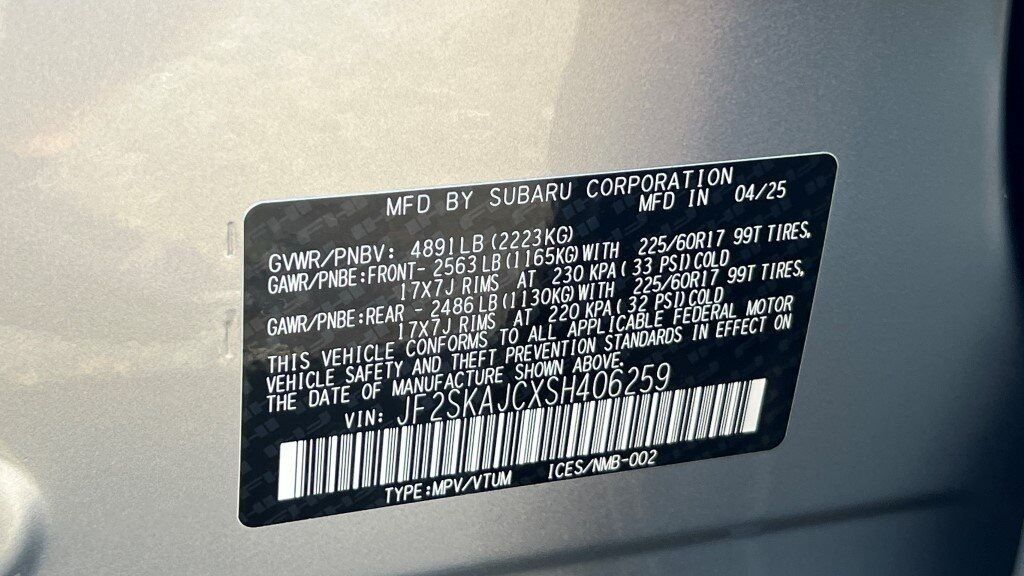 MFD BY SUBARU CORPORATION
MFD IN 04/25
GVWR/PNBV: 4891LB (2223KG)
GAWR/PNBE:FRONT- 2563LB(1165KG)WITH 225/60R17 99T TIRES,
17X7J RIMS AT 230 KPA( 33 PSI)COLD
GAWR/PNBE:REAR - 2486LB(1130KG)WITH 225/60R17 99T TIRES,
17X7J RIMS AT 220 KPA( 32 PSI)COLD
THIS VEHICLE CONFORMS TO ALL APPLICABLE FEDERAL MOTOR
VEHICLE SAFETY AND THEFT PREVENTION STANDARDS IN EFFECT ON
THE DATE OF MANUFACTURE SHOWN ABOVE.
VIN: JF2SKAJCXSH406259
TYPE:MPV/VTUM ICES/NMB-002